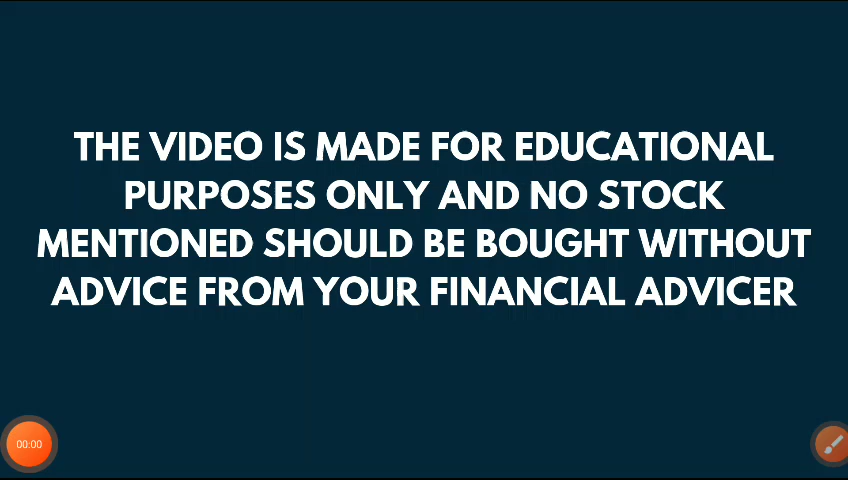 THE VIDEO IS MADE FOR EDUCATIONAL
PURPOSES ONLY AND NO STOCK
MENTIONED SHOULD BE BOUGHT WITHOUT
ADVICE FROM YOUR FINANCIAL ADVICER
00:00